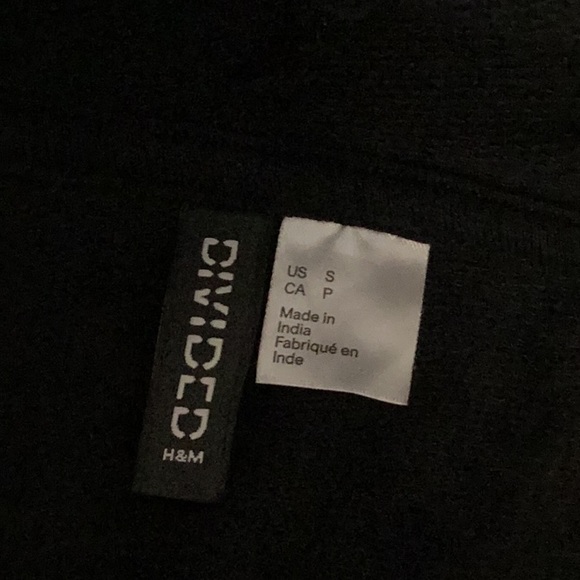 DIVIDED
H&M
US S
CA P
Made in
India
Fabriqué en
Inde